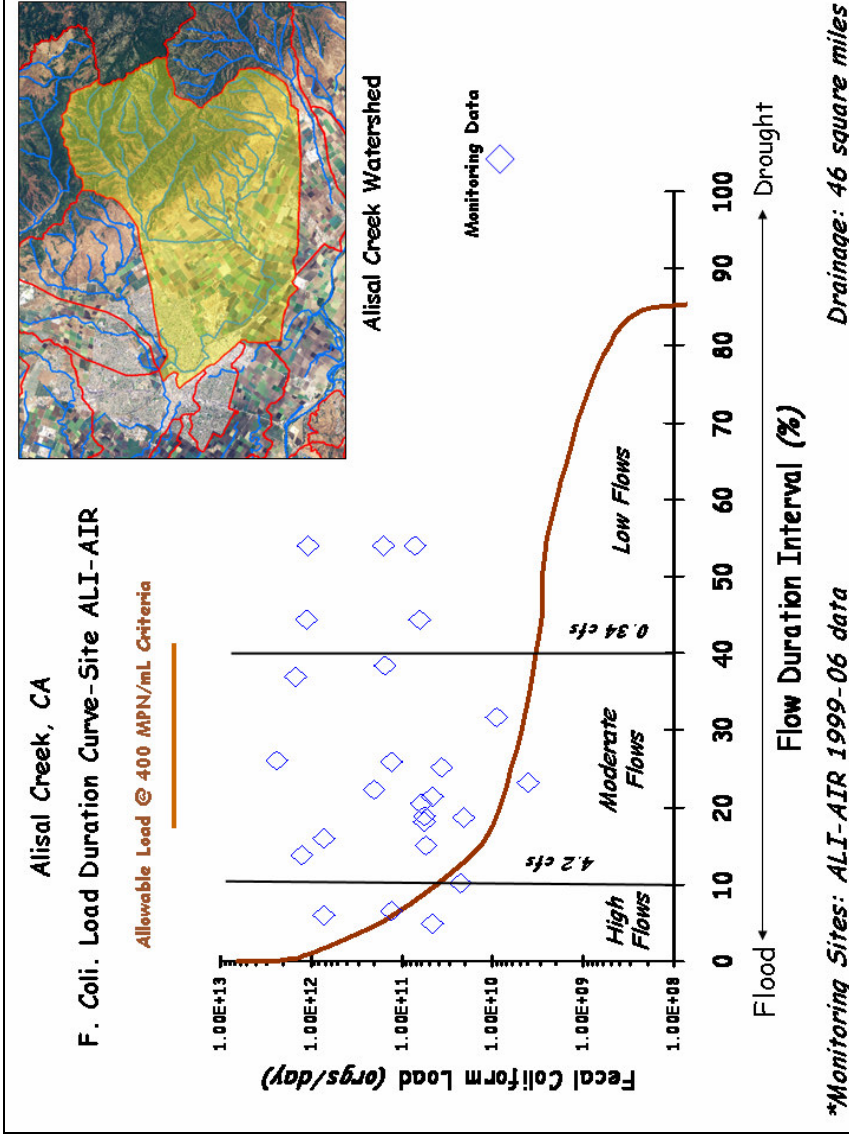 Alisal Creek, CA
F. Coli. Load Duration Curve-Site ALI-AIR
Allowable Load @ 400 MPN/mL Criteria
Alisal Creek Watershed
Monitoring Data
Fecal Coliform Load (orgs/day)
1.00E+13
1.00E+12
1.00E+11
1.00E+10
1.00E+09
1.00E+08
High
Flows
4.2 cfs
Moderate
Flows
0.34 cfs
Low Flows
0 10 20 30 40 50 60 70 80 90 100
Flood
Drought
Flow Duration Interval (%)
*Monitoring Sites: ALI-AIR 1999-06 data
Drainage: 46 square miles